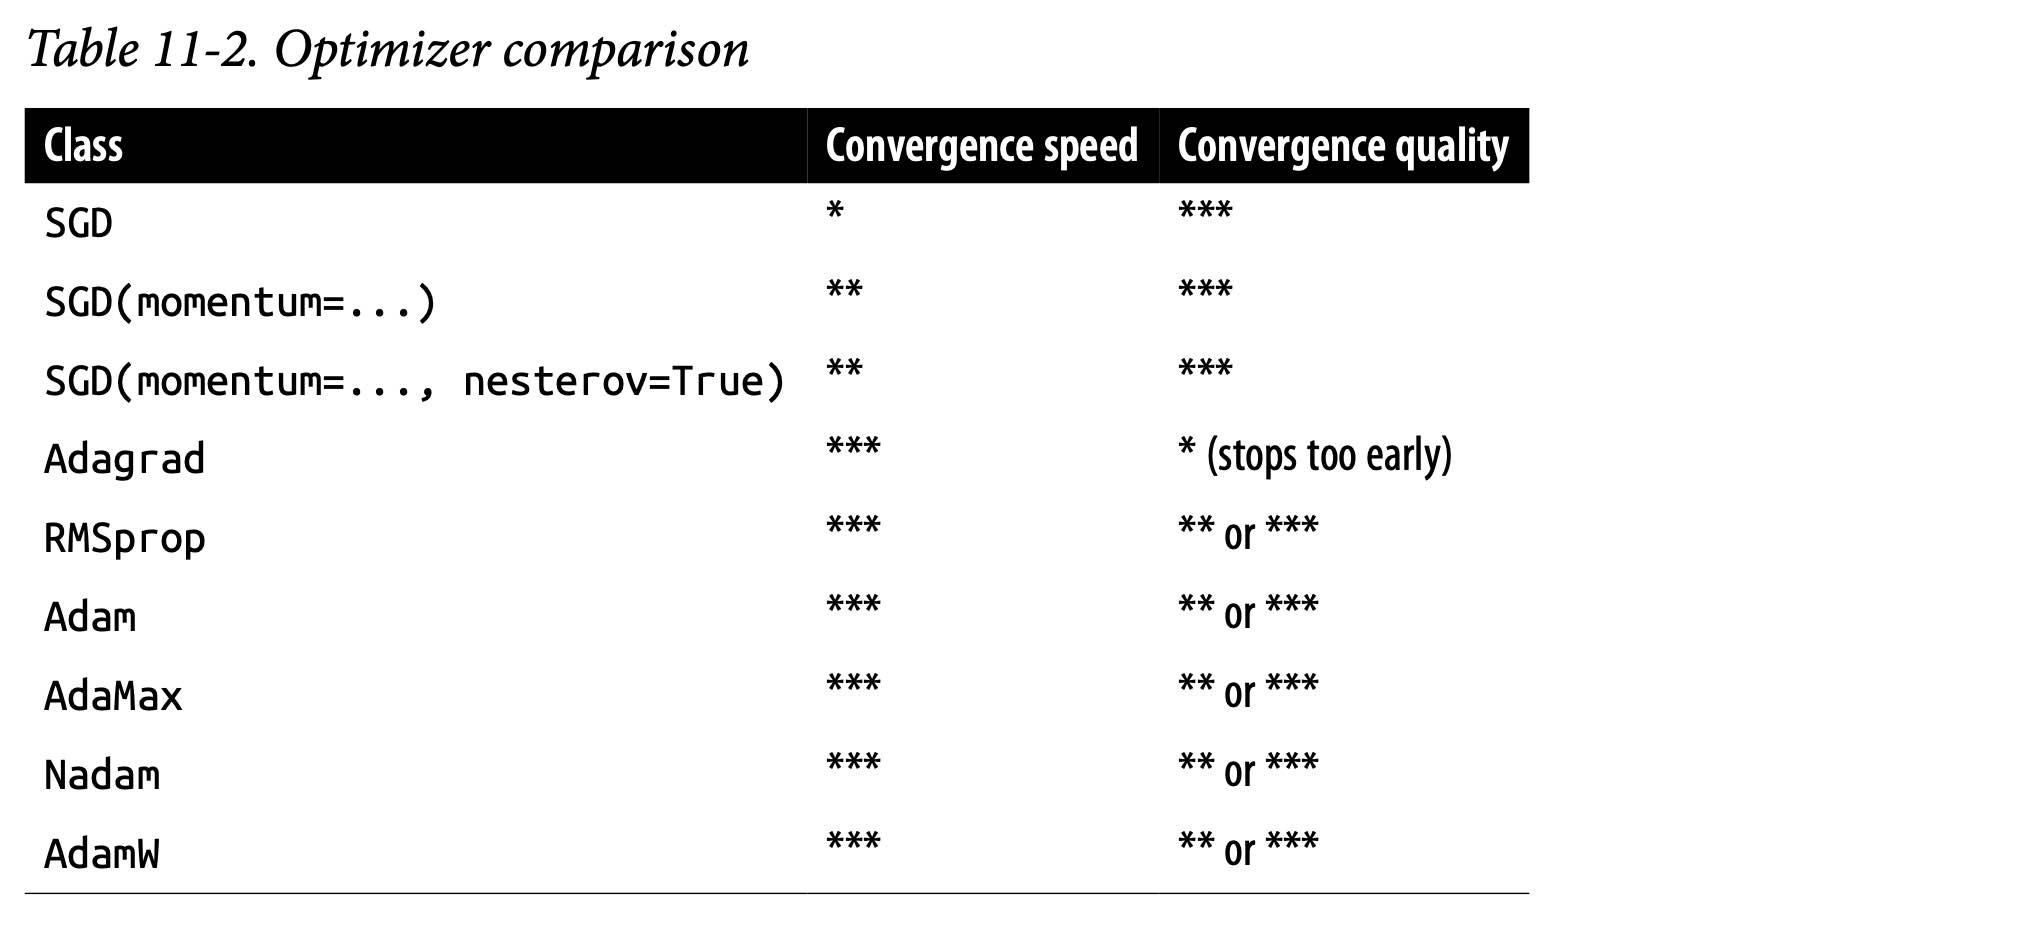 Table 11-2. Optimizer comparison
Class Convergence speed Convergence quality
SGD * ***
SGD(momentum=...) ** ***
SGD(momentum=..., nesterov=True) ** ***
Adagrad *** * (stops too early)
RMSprop *** ** or ***
Adam *** ** or ***
AdaMax *** ** or ***
Nadam *** ** or ***
AdamW *** ** or ***